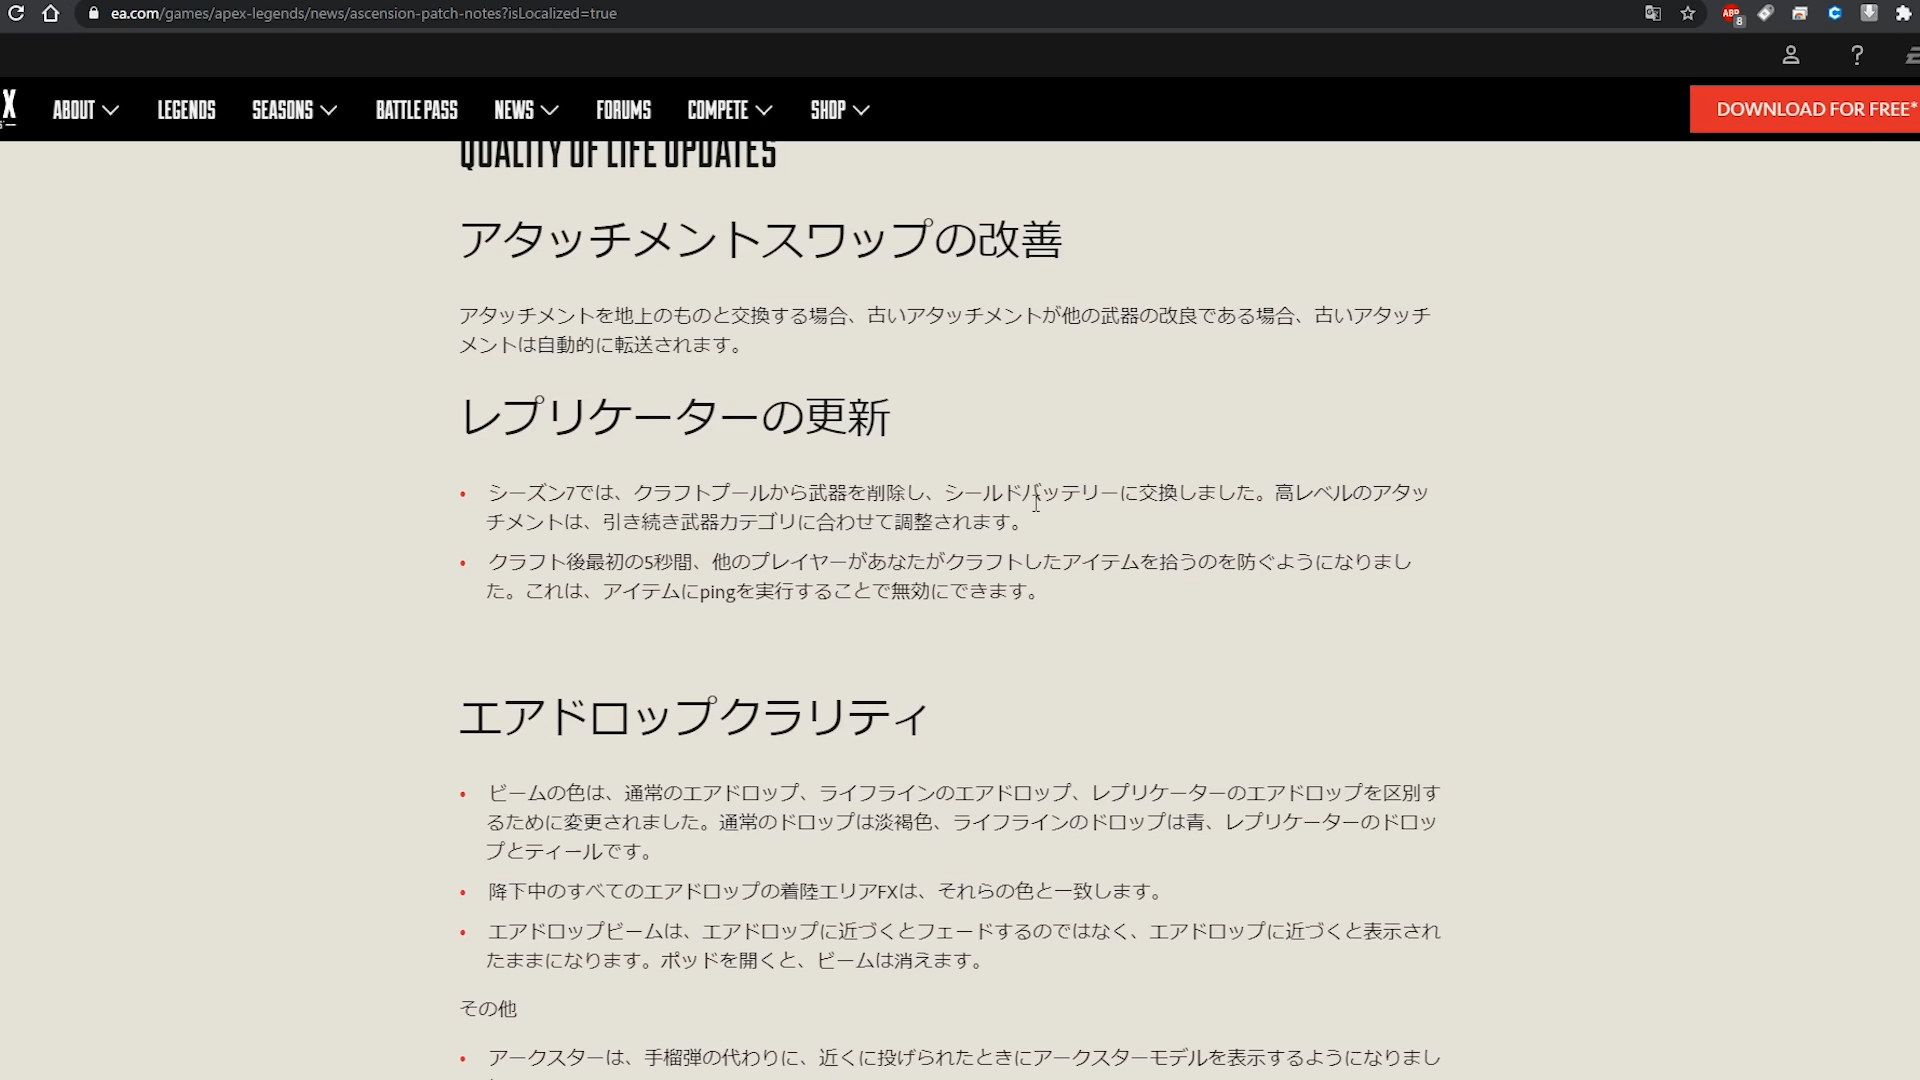 ea.com/games/apex-legends/news/ascension-patch-notes?isLocalized=true
ABP
8
X
ABOUT
LEGENDS
SEASONS
BATTLE PASS
NEWS
FORUMS
COMPETE
SHOP
DOWNLOAD FOR FREE*
QUALITY OF LIFE UPDATES
アタッチメントスワップの改善
アタッチメントを地上のものと交換する場合、古いアタッチメントが他の武器の改良である場合、古いアタッチ
メントは自動的に転送されます。
レプリケーターの更新
• シーズン7では、クラフトプールから武器を削除し、シールドバッテリーに交換しました。高レベルのアタッ
チメントは、引き続き武器カテゴリに合わせて調整されます。
• クラフト後最初の5秒間、他のプレイヤーがあなたがクラフトしたアイテムを拾うのを防ぐようになりまし
た。これは、アイテムにpingを実行することで無効にできます。
エアドロップクラリティ
• ビームの色は、通常のエアドロップ、ライフラインのエアドロップ、レプリケーターのエアドロップを区別す
るために変更されました。通常のドロップは淡褐色、ライフラインのドロップは青、レプリケーターのドロッ
プとティールです。
• 降下中のすべてのエアドロップの着陸エリアFXは、それらの色と一致します。
• エアドロップビームは、エアドロップに近づくとフェードするのではなく、エアドロップに近づくと表示され
たままになります。ポッドを開くと、ビームは消えます。
その他
• アークスターは、手榴弾の代わりに、近くに投げられたときにアークスターモデルを表示するようになりまし